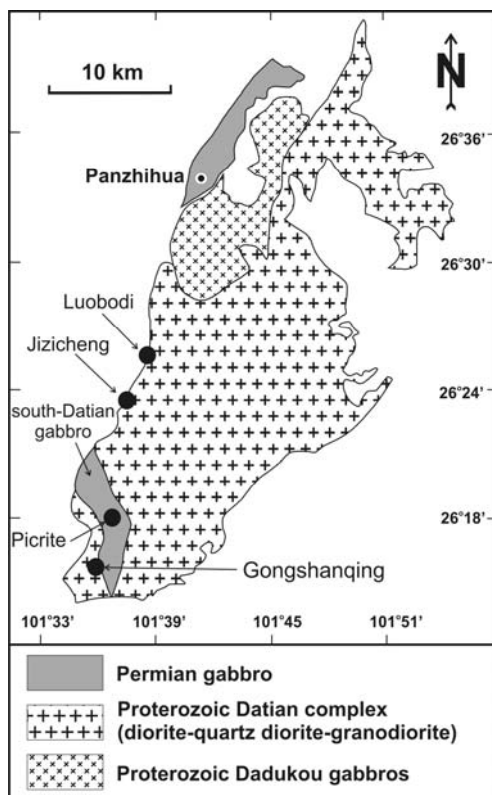 10 km
N
26°36'
Panzhihua
26°30'
Luobodi
Jizicheng
26°24'
south-Datian
gabbro
26°18'
Picrite
Gongshanqing
101°33' 101°39' 101°45' 101°51'
Permian gabbro
Proterozoic Datian complex
(diorite-quartz diorite-granodiorite)
Proterozoic Dadukou gabbros